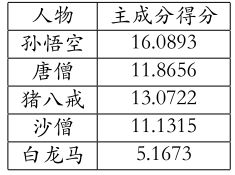 人物 主成分得分
孙悟空 16.0893
唐僧 11.8656
猪八戒 13.0722
沙僧 11.1315
白龙马 5.1673